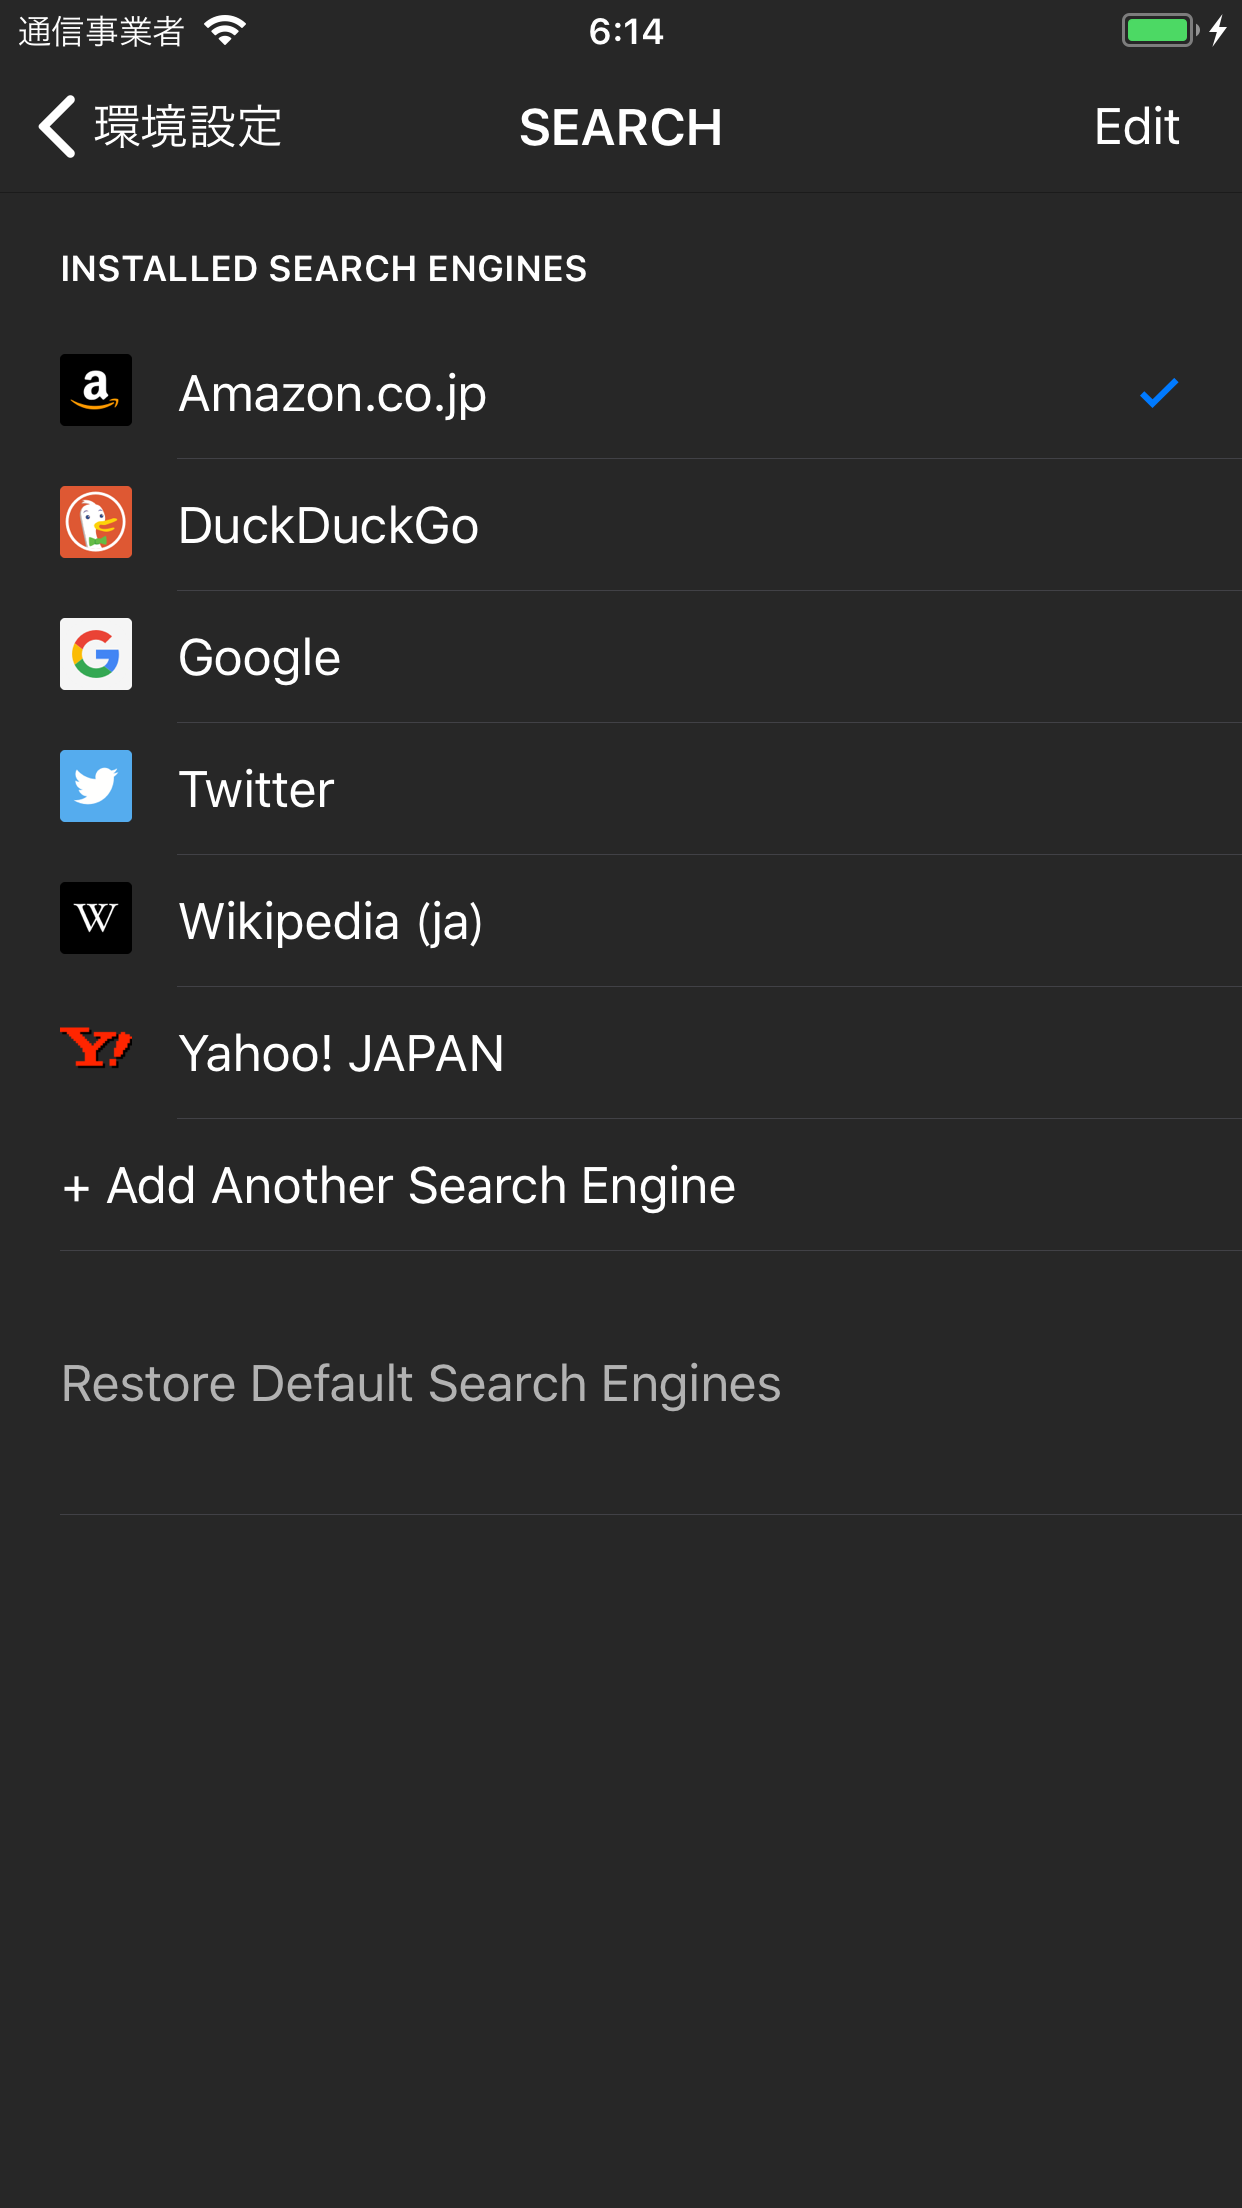 通信事業者 6:14
環境設定 SEARCH Edit
INSTALLED SEARCH ENGINES
Amazon.co.jp
DuckDuckGo
Google
Twitter
Wikipedia (ja)
Yahoo! JAPAN
+ Add Another Search Engine
Restore Default Search Engines